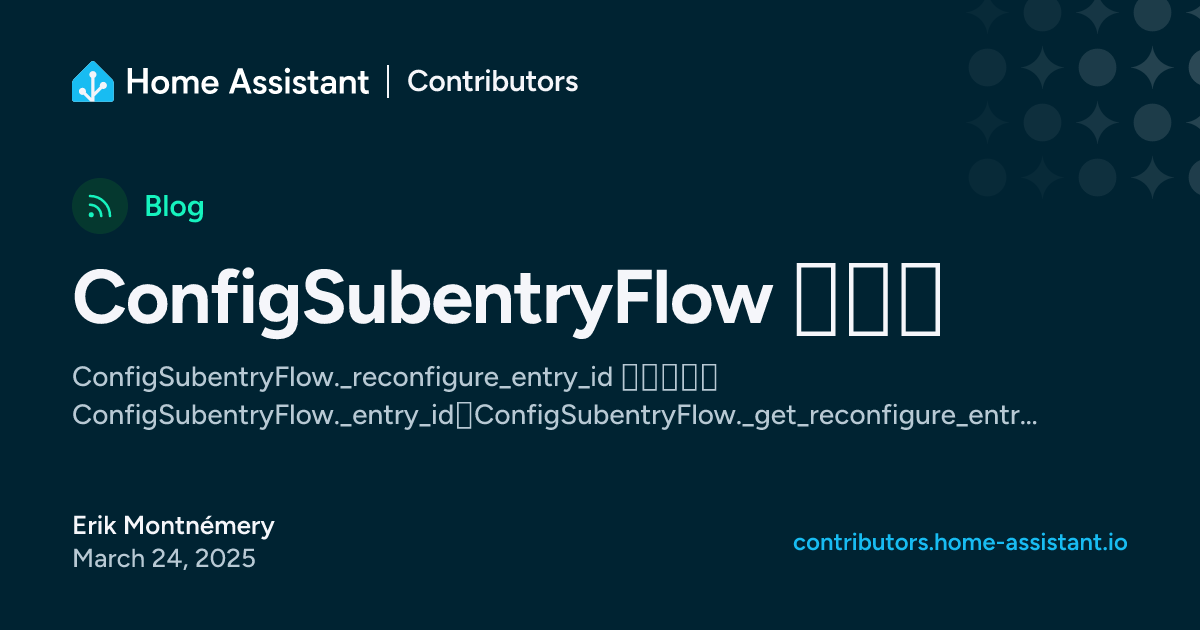 Home Assistant | Contributors
Blog
ConfigSubentryFlow
ConfigSubentryFlow._reconfigure_entry_id
ConfigSubentryFlow._entry_id ConfigSubentryFlow._get_reconfigure_entr...
Erik Montnémery
March 24, 2025
contributors.home-assistant.io